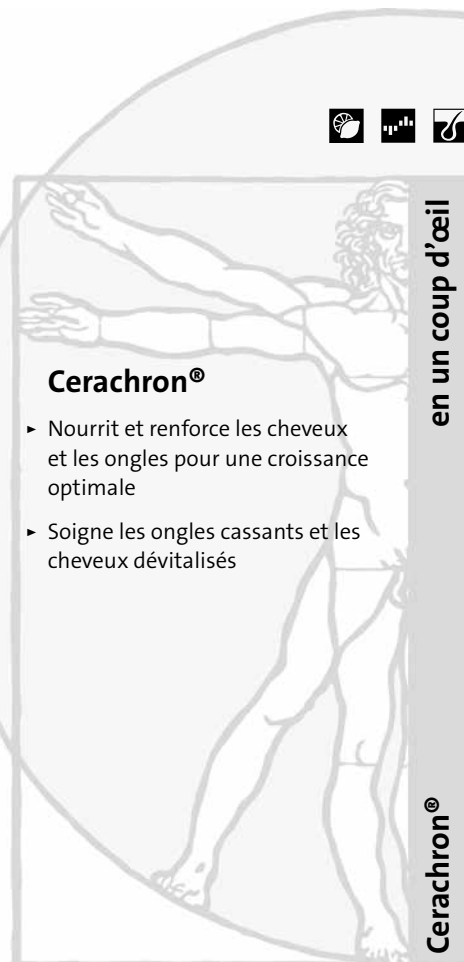 Cerachron®
► Nourrit et renforce les cheveux
et les ongles pour une croissance
optimale
► Soigne les ongles cassants et les
cheveux dévitalisés
en un coup d’œil
Cerachron®